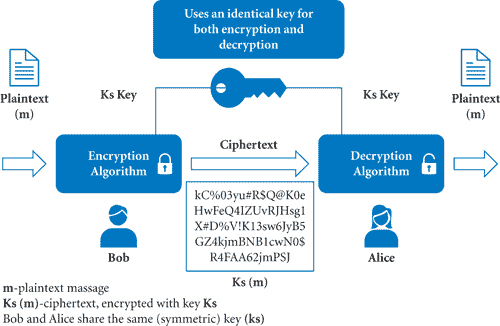 Uses an identical key for
both encryption and
decryption
Plaintext
(m)
Ks Key
Ks Key
Plaintext
(m)
Encryption
Algorithm
Ciphertext
Decryption
Algorithm
kC%03yu#R$Q@K0e
HwFeQ4IZUvRJHsg1
X#D%V!K13sw6JyB5
GZ4kjmBNB1cwN0$
R4FAA62jmPSJ
Bob
Alice
Ks (m)
m-plaintext massage
Ks (m)-ciphertext, encrypted with key Ks
Bob and Alice share the same (symmetric) key (ks)